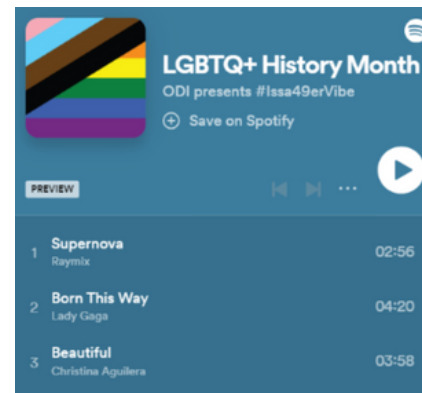 LGBTQ+ History Month
ODI presents #Issa49erVibe
Save on Spotify
PREVIEW
1 Supernova 02:56
Raymix
2 Born This Way 04:20
Lady Gaga
3 Beautiful 03:58
Christina Aguilera